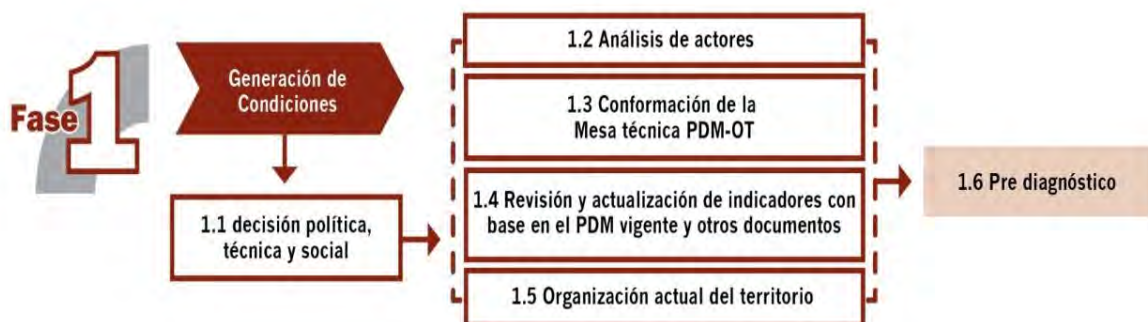 Fase 1
Generación de
Condiciones
1.1 decisión política,
técnica y social
1.2 Análisis de actores
1.3 Conformación de la
Mesa técnica PDM-OT
1.4 Revisión y actualización de indicadores con
base en el PDM vigente y otros documentos
1.5 Organización actual del territorio
1.6 Pre diagnóstico